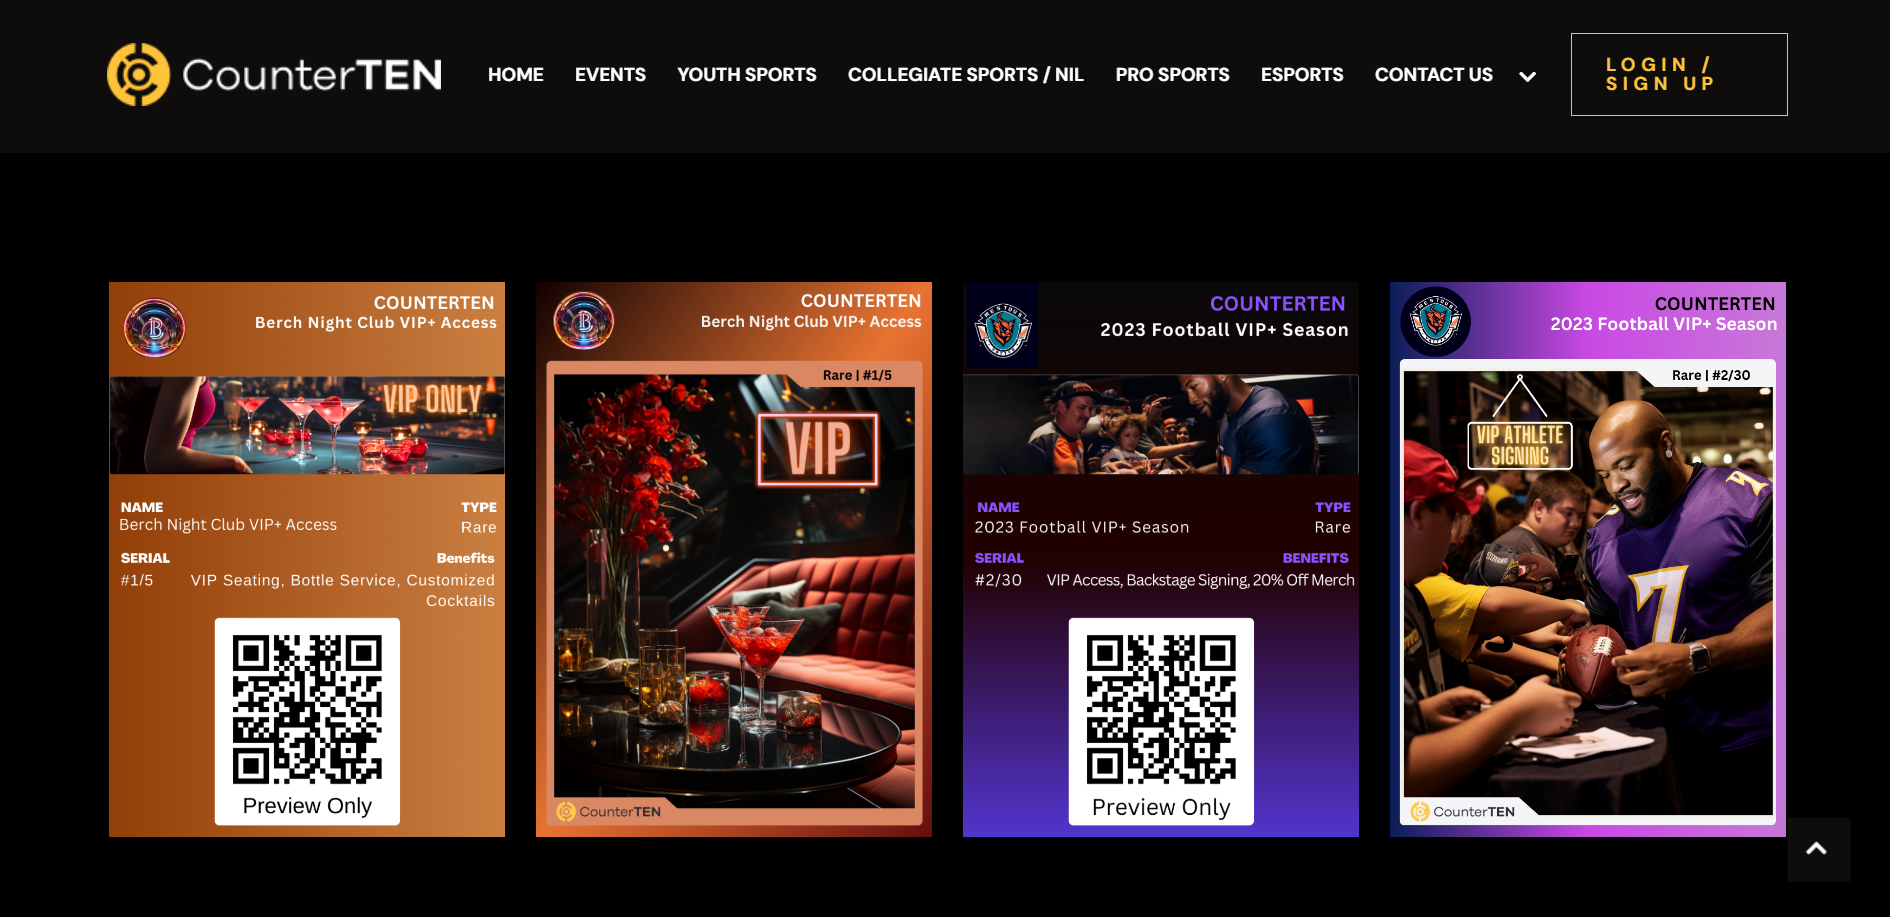 CounterTEN
HOME
EVENTS
YOUTH SPORTS
COLLEGIATE SPORTS / NIL
PRO SPORTS
ESPORTS
CONTACT US
LOGIN /
SIGN UP
B
COUNTERTEN
Berch Night Club VIP+ Access
VIP ONLY
NAME
TYPE
Berch Night Club VIP+ Access
Rare
SERIAL
Benefits
#1/5
VIP Seating, Bottle Service, Customized
Cocktails
Preview Only
B
COUNTERTEN
Berch Night Club VIP+ Access
Rare | #1/5
VIP
CounterTEN
COUNTERTEN
2023 Football VIP+ Season
NAME
TYPE
2023 Football VIP+ Season
Rare
SERIAL
BENEFITS
#2/30
VIP Access, Backstage Signing, 20% Off Merch
Preview Only
COUNTERTEN
2023 Football VIP+ Season
Rare | #2/30
VIP ATHLETE
SIGNING
7
CounterTEN